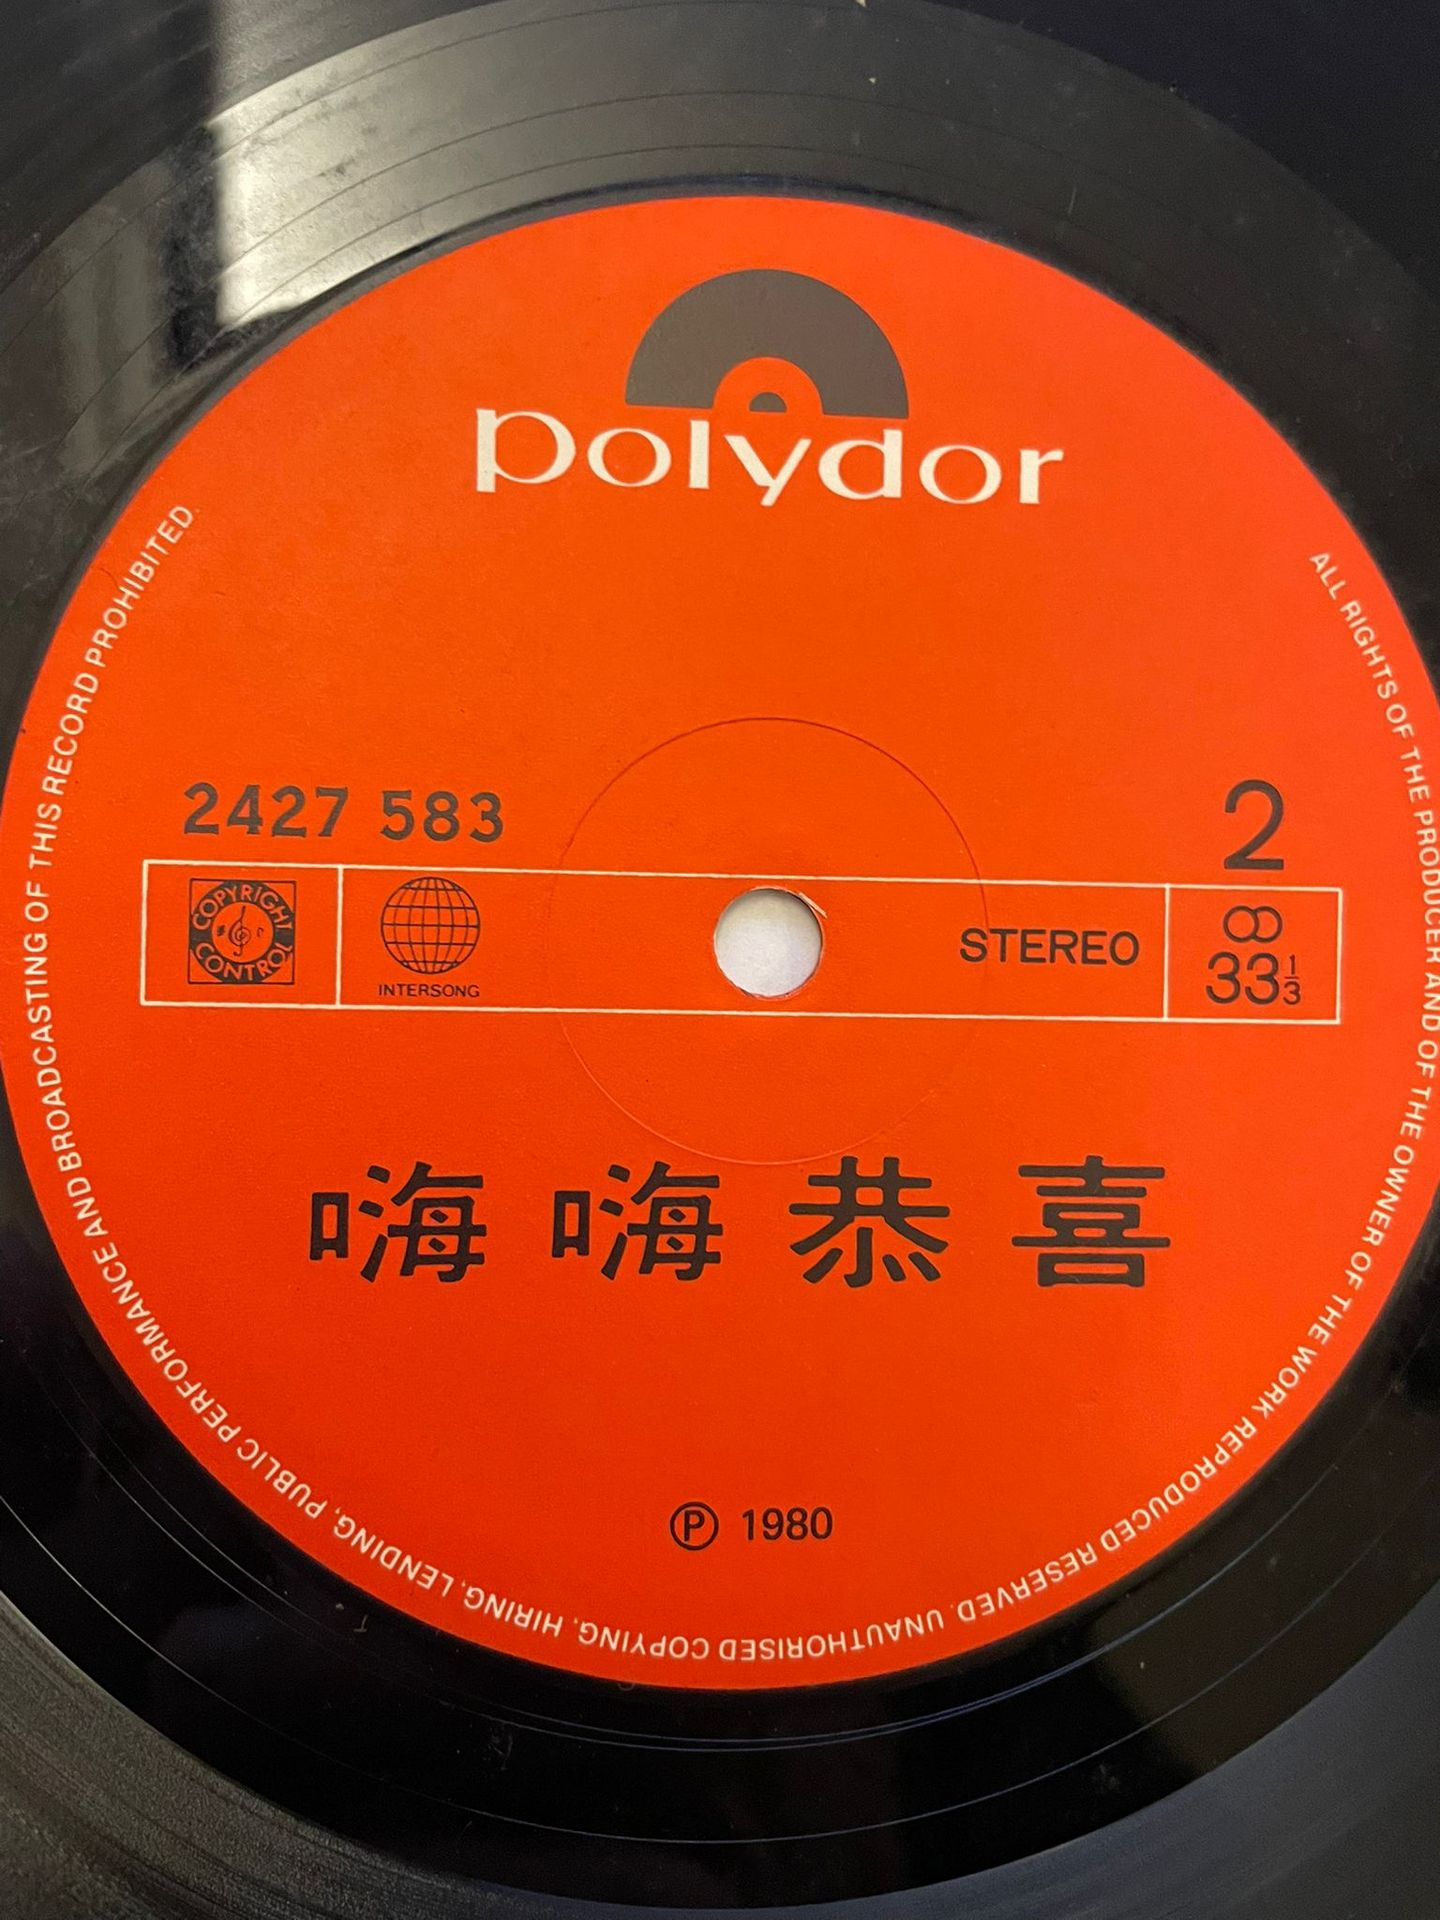 polydor
2427 583
2
COPYRIGHT CONTROL
INTERSONG
STEREO
33 1/3
嗨嗨恭喜
℗ 1980
ALL RIGHTS OF THE PRODUCER AND OF THE OWNER OF THE WORK REPRODUCED RESERVED. UNAUTHORISED COPYING, HIRING, LENDING, PUBLIC PERFORMANCE AND BROADCASTING OF THIS RECORD PROHIBITED.